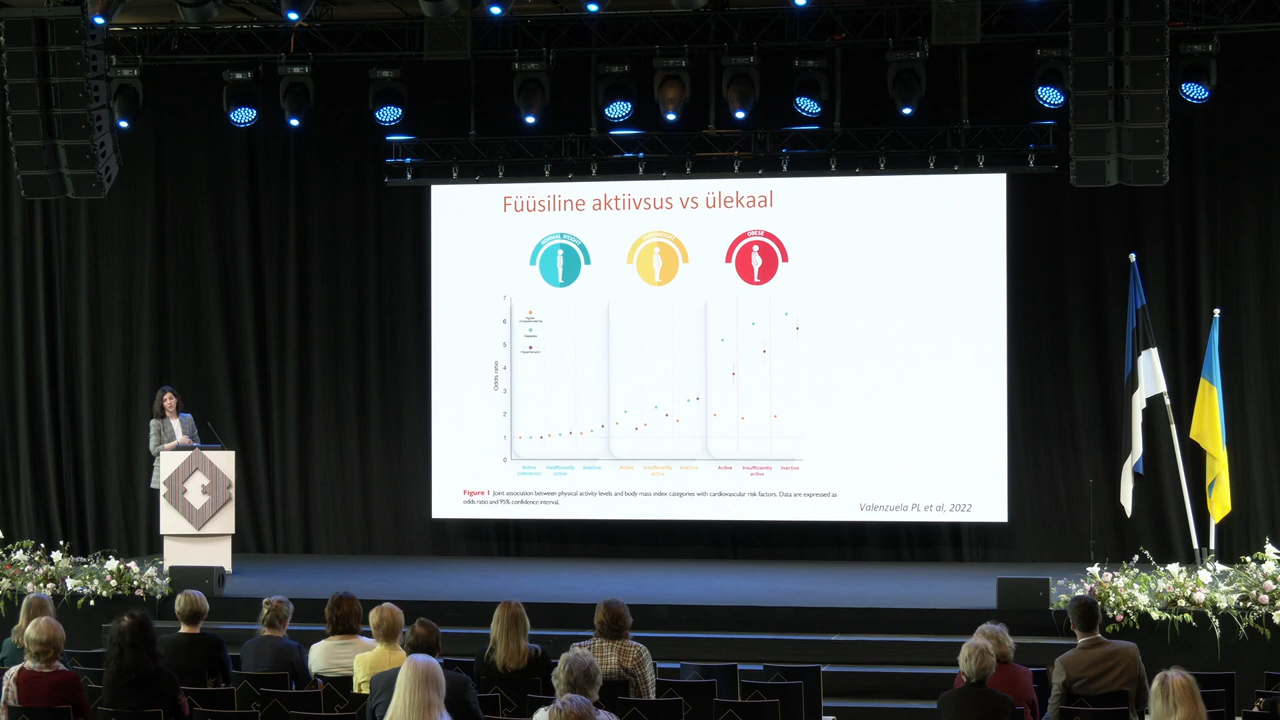 Füüsiline aktiivsus vs ülekaal
NORMAL WEIGHT
OVERWEIGHT
OBESE
7
6
5
4
3
2
1
0
Odds ratio
Diabetes
Hypertension
Active
(reference)
Insufficiently
active
Inactive
Active
Insufficiently
active
Inactive
Active
Insufficiently
active
Inactive
Figure 1 Joint association between physical activity levels and body mass index categories with cardiovascular risk factors. Data are expressed as
odds ratio and 95% confidence interval.
Valenzuela PL et al, 2022